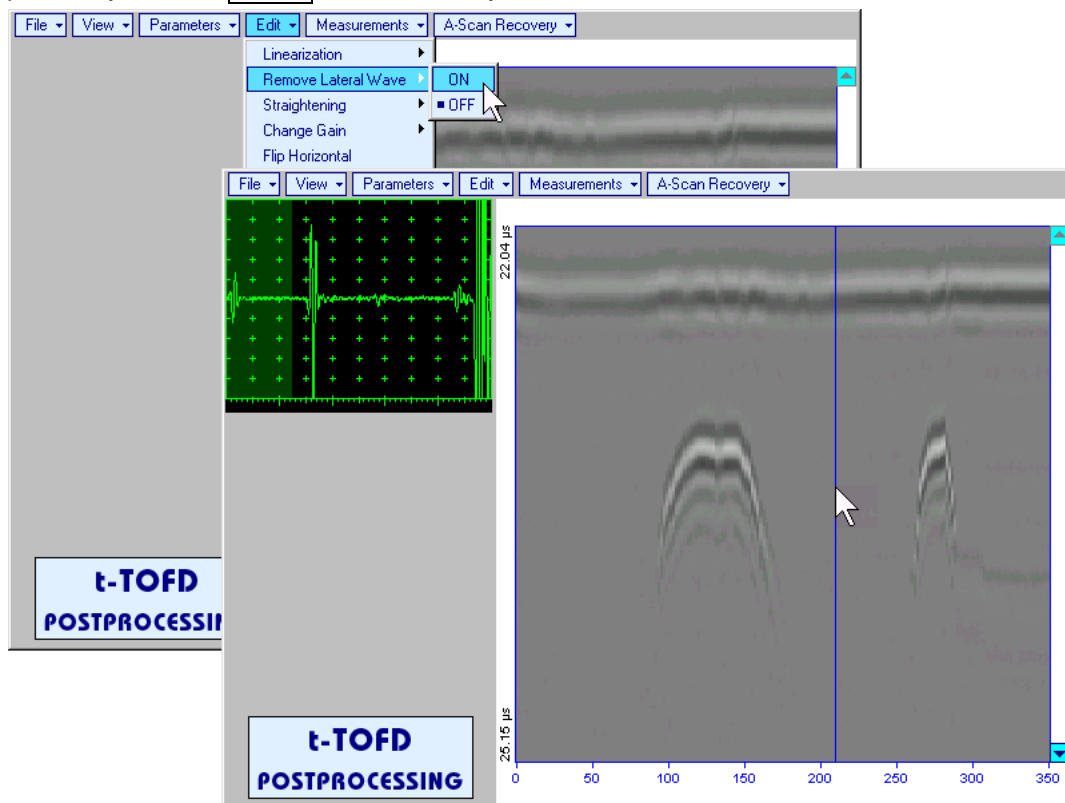 File View Parameters Edit Measurements A-Scan Recovery
Linearization
Remove Lateral Wave ON
Straightening OFF
Change Gain
Flip Horizontal
t-TOFD
File View Parameters Edit Measurements A-Scan Recovery
22.04 µs
25.15 µs
0 50 100 150 200 250 300 350
t-TOFD
POSTPROCESSING